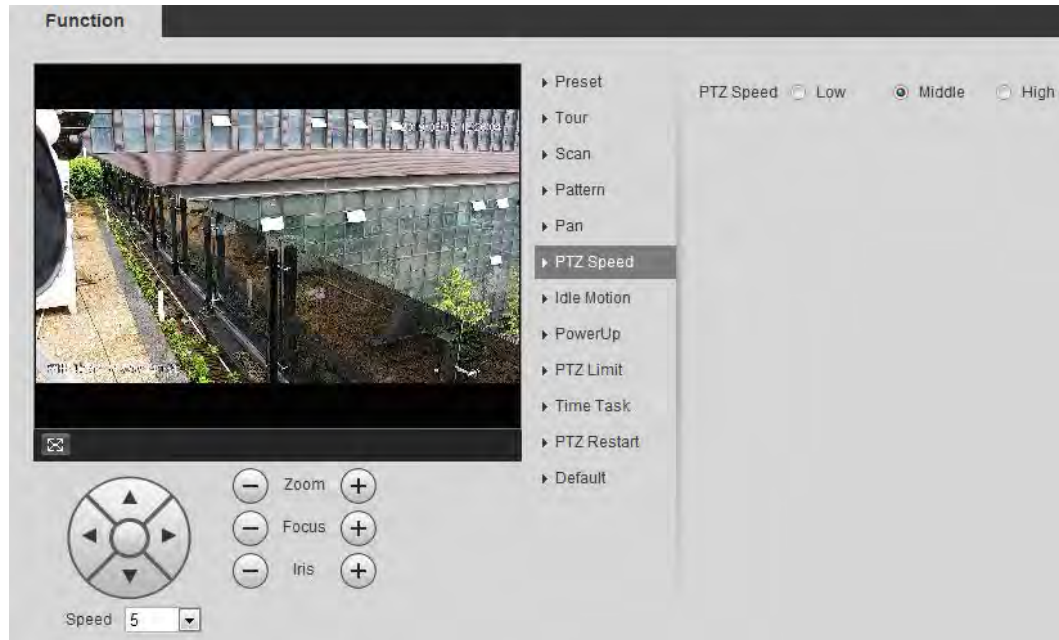 Function
Preset
Tour
Scan
Pattern
Pan
PTZ Speed
Idle Motion
PowerUp
PTZ Limit
Time Task
PTZ Restart
Default
PTZ Speed Low Middle High
Zoom
Focus
Iris
Speed 5